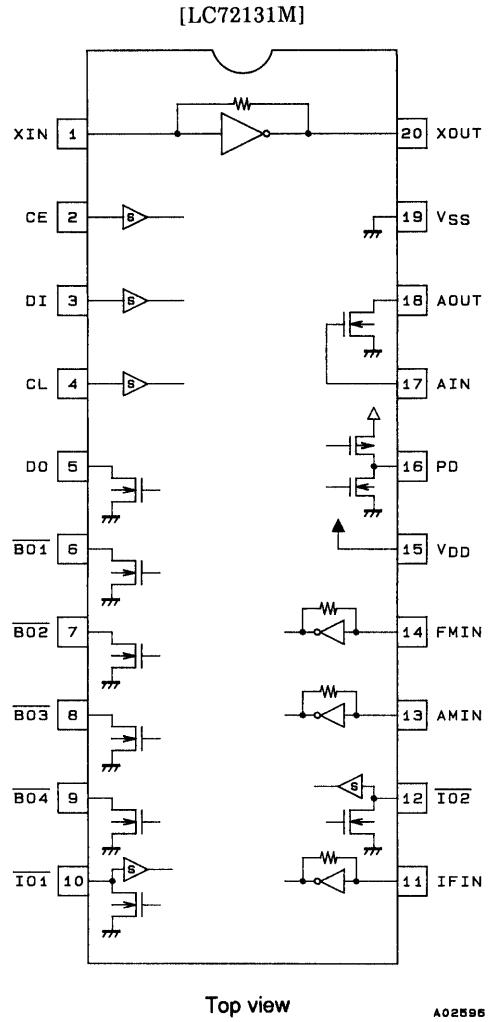 [LC72131M]
XIN 1 20 XOUT
CE 2 S 19 VSS
DI 3 S 18 AOUT
CL 4 S 17 AIN
DO 5 16 PD
BO1 6 15 VDD
BO2 7 14 FMIN
BO3 8 13 AMIN
BO4 9 S 12 IO2
IO1 10 S 11 IFIN
Top view
A02595